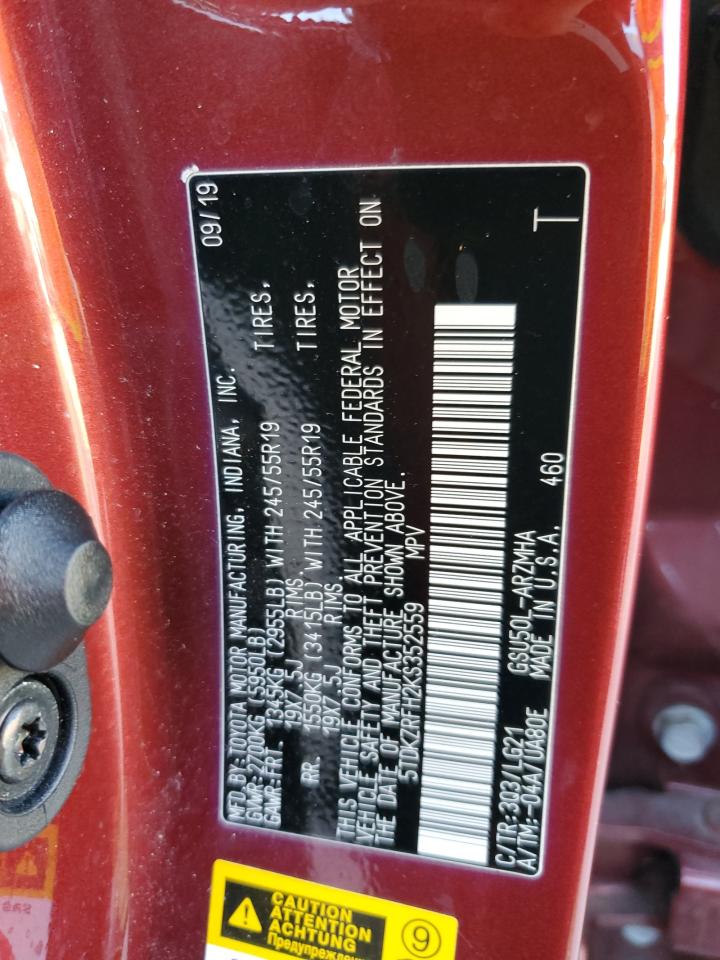 MFD.BY:TOYOTA MOTOR MANUFACTURING, INDIANA, INC. 09/19
GVWR:2700KG (5950LB)
GAWR:FRT. 1345KG (2955LB) WITH 245/55R19 TIRES,
19X7.5J RIMS,
RR. 1550KG (3415LB) WITH 245/55R19 TIRES,
19X7.5J RIMS
THIS VEHICLE CONFORMS TO ALL APPLICABLE FEDERAL MOTOR
VEHICLE SAFETY AND THEFT PREVENTION STANDARDS IN EFFECT ON
THE DATE OF MANUFACTURE SHOWN ABOVE.
5TDKZRFH2KS352559 MPV
C/TR:3Q3/LG21 GSU50L-ARZMHA 460 T
A/TM:-04A/UA80E MADE IN U.S.A.
CAUTION
ATTENTION
ACHTUNG
Предупреждение
9